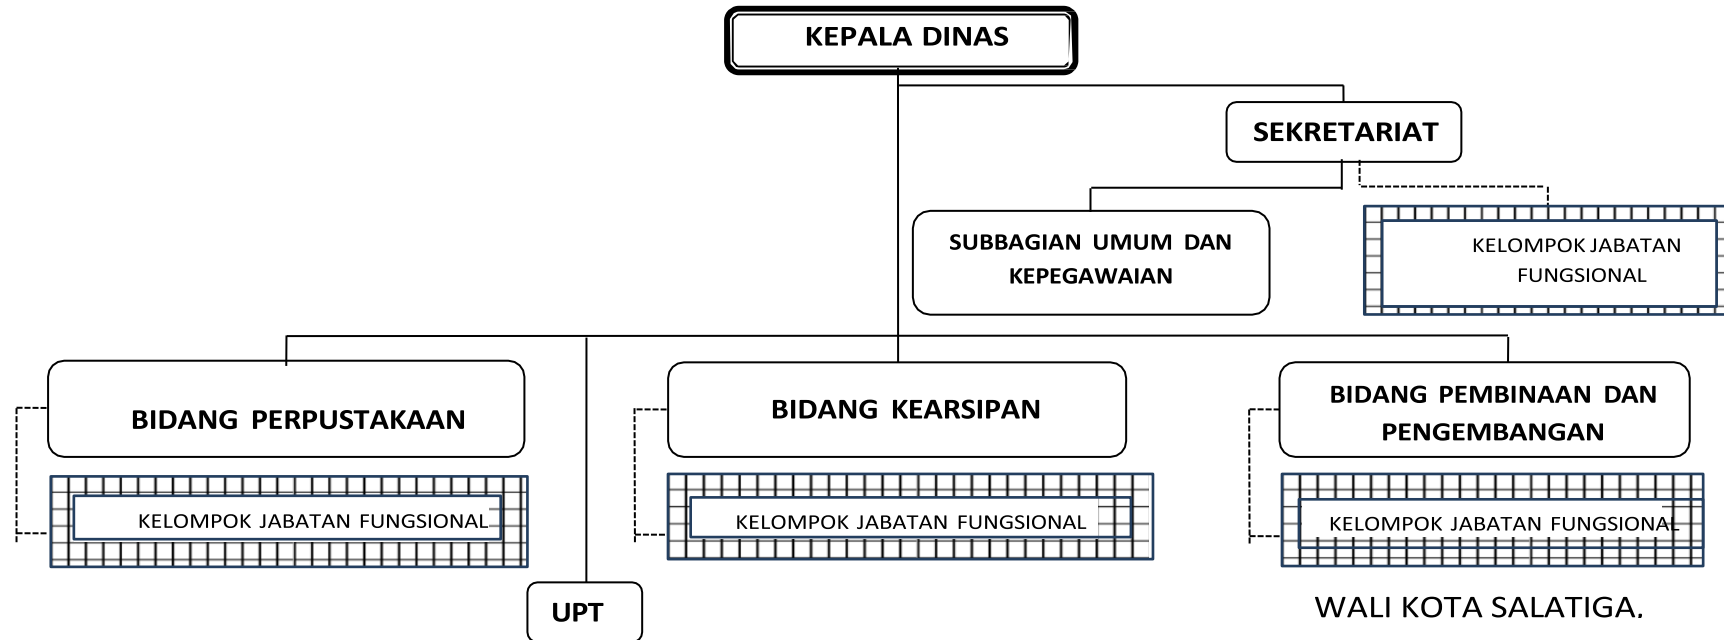 KEPALA DINAS
SEKRETARIAT
SUBBAGIAN UMUM DAN
KEPEGAWAIAN
KELOMPOK JABATAN
FUNGSIONAL
BIDANG PERPUSTAKAAN
BIDANG KEARSIPAN
BIDANG PEMBINAAN DAN
PENGEMBANGAN
KELOMPOK JABATAN FUNGSIONAL
KELOMPOK JABATAN FUNGSIONAL
KELOMPOK JABATAN FUNGSIONAL
UPT
WALI KOTA SALATIGA,